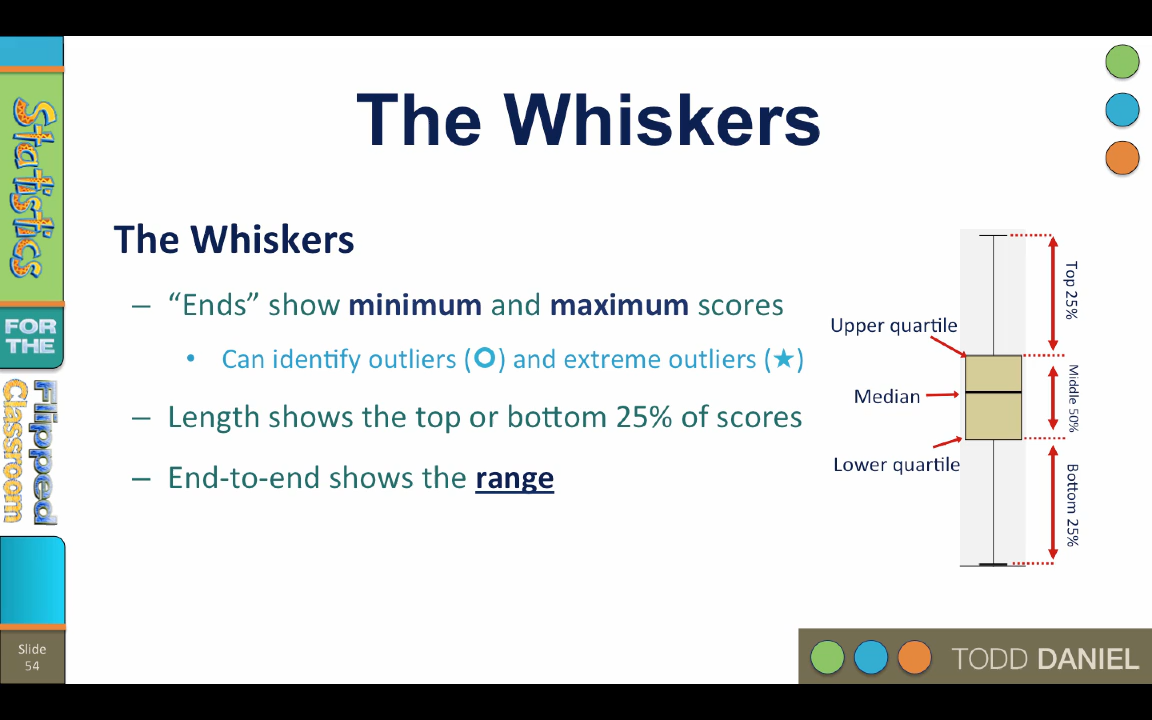 The Whiskers
The Whiskers
– “Ends” show minimum and maximum scores
• Can identify outliers (○) and extreme outliers (★)
– Length shows the top or bottom 25% of scores
– End-to-end shows the range
Upper quartile
Median
Lower quartile
Top 25%
Middle 50%
Bottom 25%
Statistics
FOR
THE
Flipped
Classroom
Slide
54
TODD DANIEL